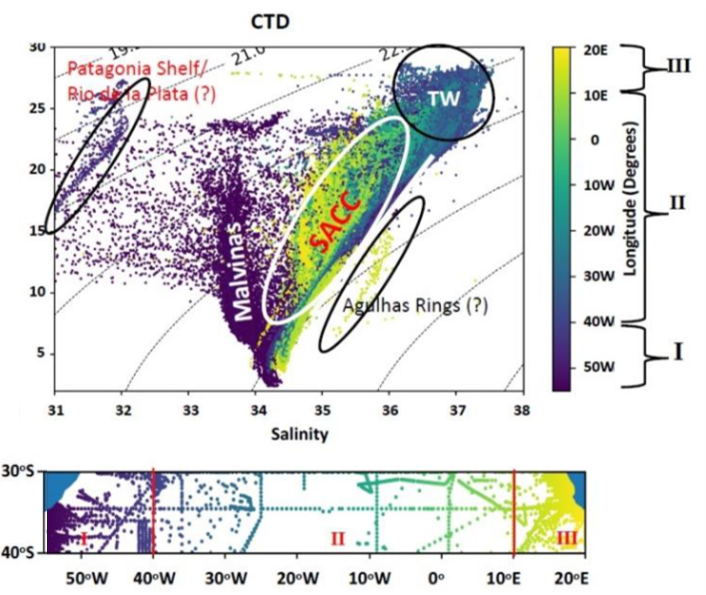 CTD
30
19.
21.0
22.
Patagonia Shelf/
Rio de la Plata (?)
25
20
15
10
5
TW
SACC
Malvinas
Agulhas Rings (?)
31 32 33 34 35 36 37 38
Salinity
20E
10E
0
10W
20W
30W
40W
50W
Longitude (Degrees)
III
II
I
30°S
40°S
I
II
III
50°W 40°W 30°W 20°W 10°W 0° 10°E 20°E